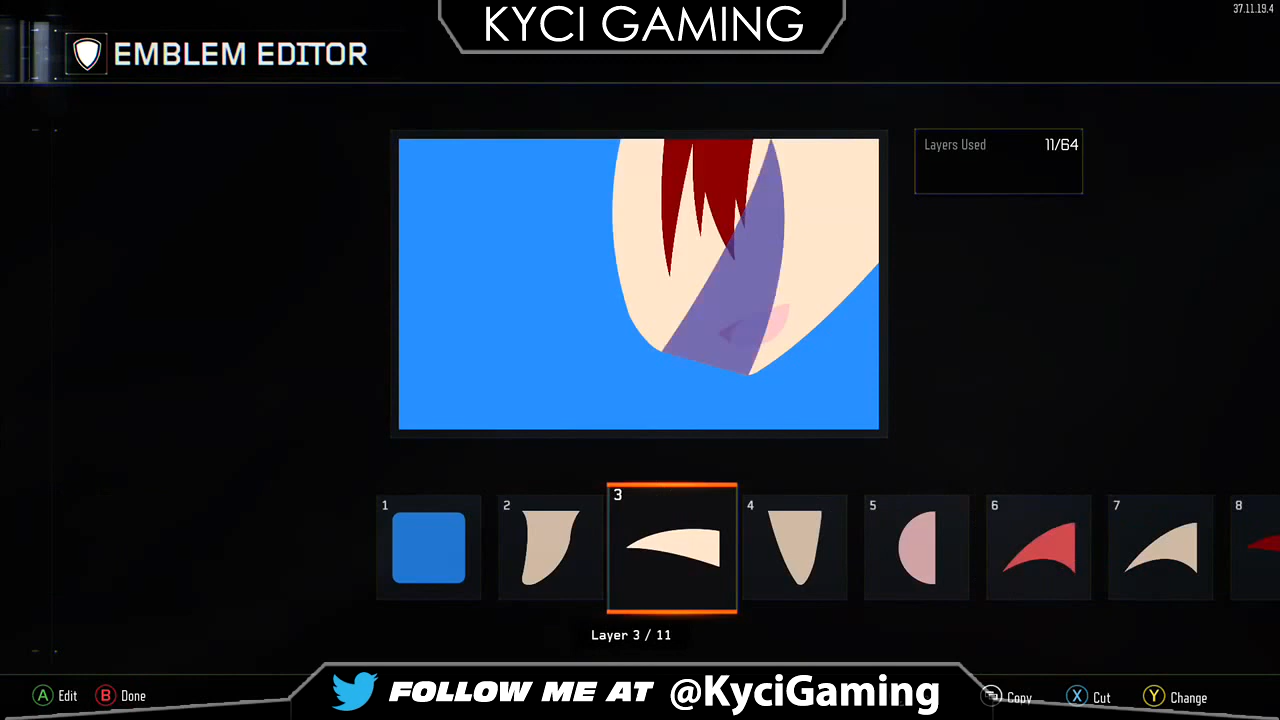 KYCI GAMING
37.11.19.4
EMBLEM EDITOR
Layers Used 11/64
1 2 3 4 5 6 7 8
Layer 3 / 11
A Edit B Done
FOLLOW ME AT @KyciGaming
Copy X Cut Y Change